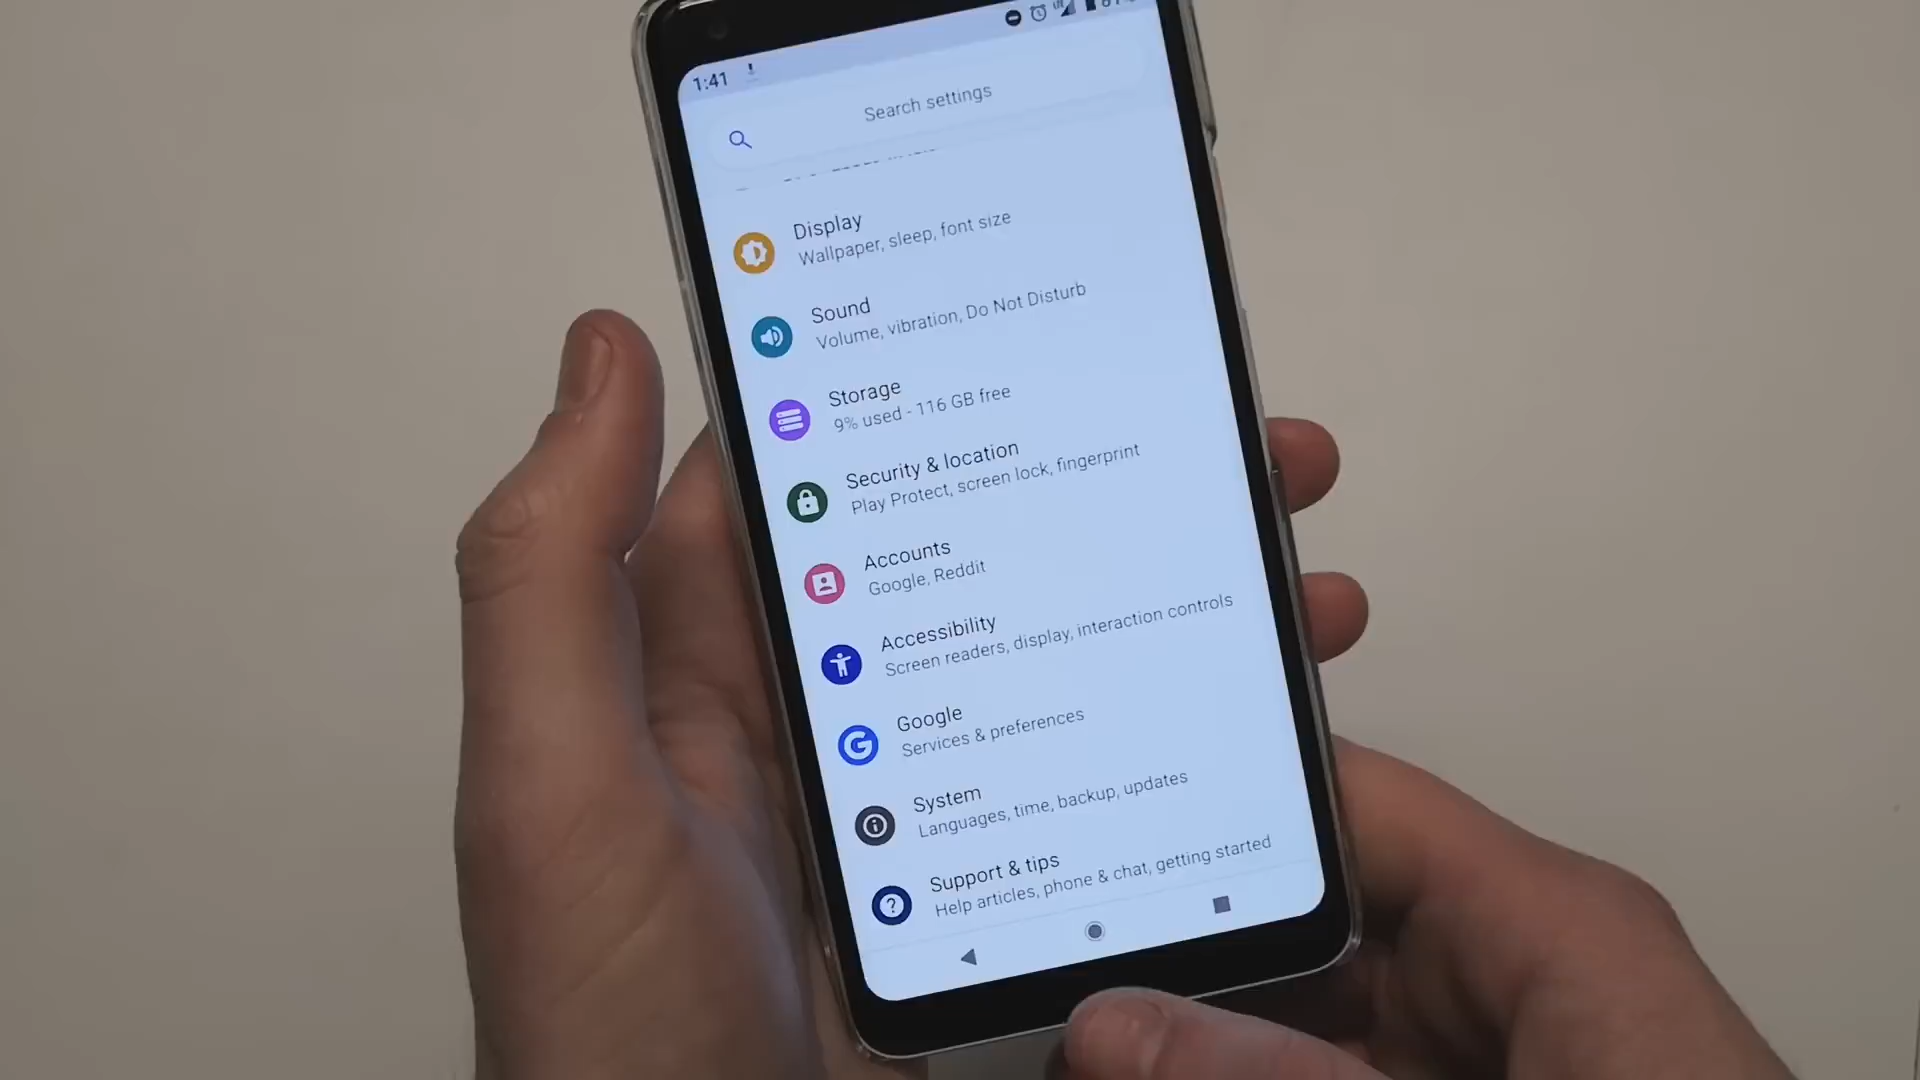 1:41
Search settings
Display
Wallpaper, sleep, font size
Sound
Volume, vibration, Do Not Disturb
Storage
9% used - 116 GB free
Security & location
Play Protect, screen lock, fingerprint
Accounts
Google, Reddit
Accessibility
Screen readers, display, interaction controls
Google
Services & preferences
System
Languages, time, backup, updates
Support & tips
Help articles, phone & chat, getting started